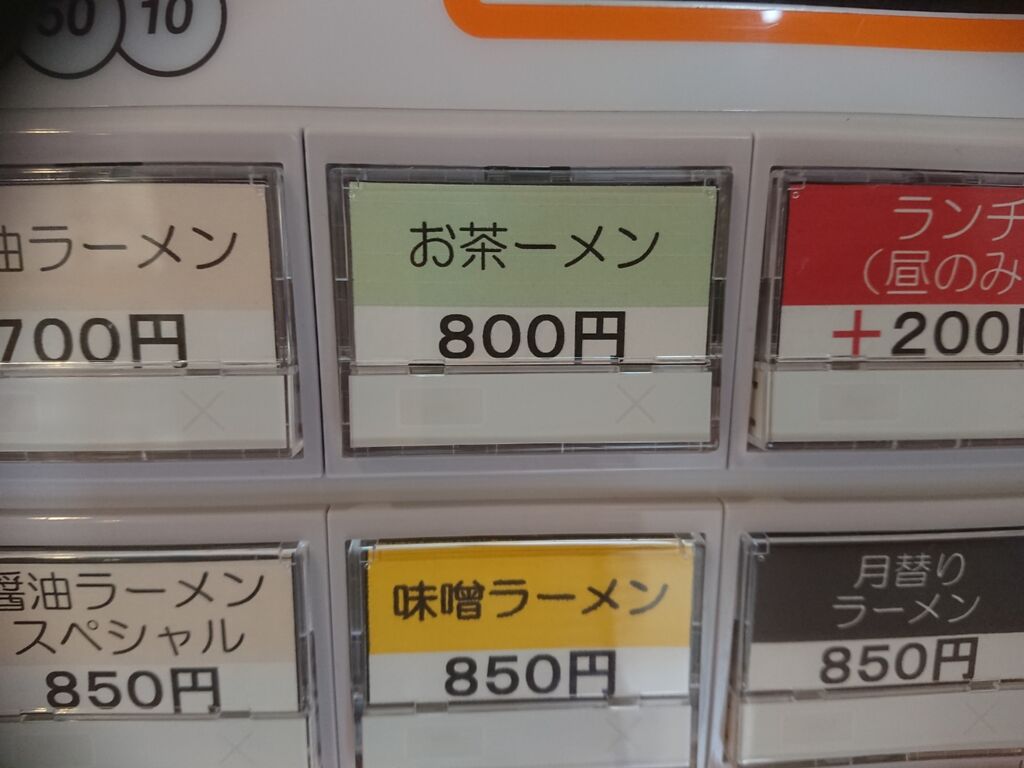 50 10
油ラーメン
700円
お茶ーメン
800円
ランチ
(昼のみ
+200
醤油ラーメン
スペシャル
850円
味噌ラーメン
850円
月替り
ラーメン
850円